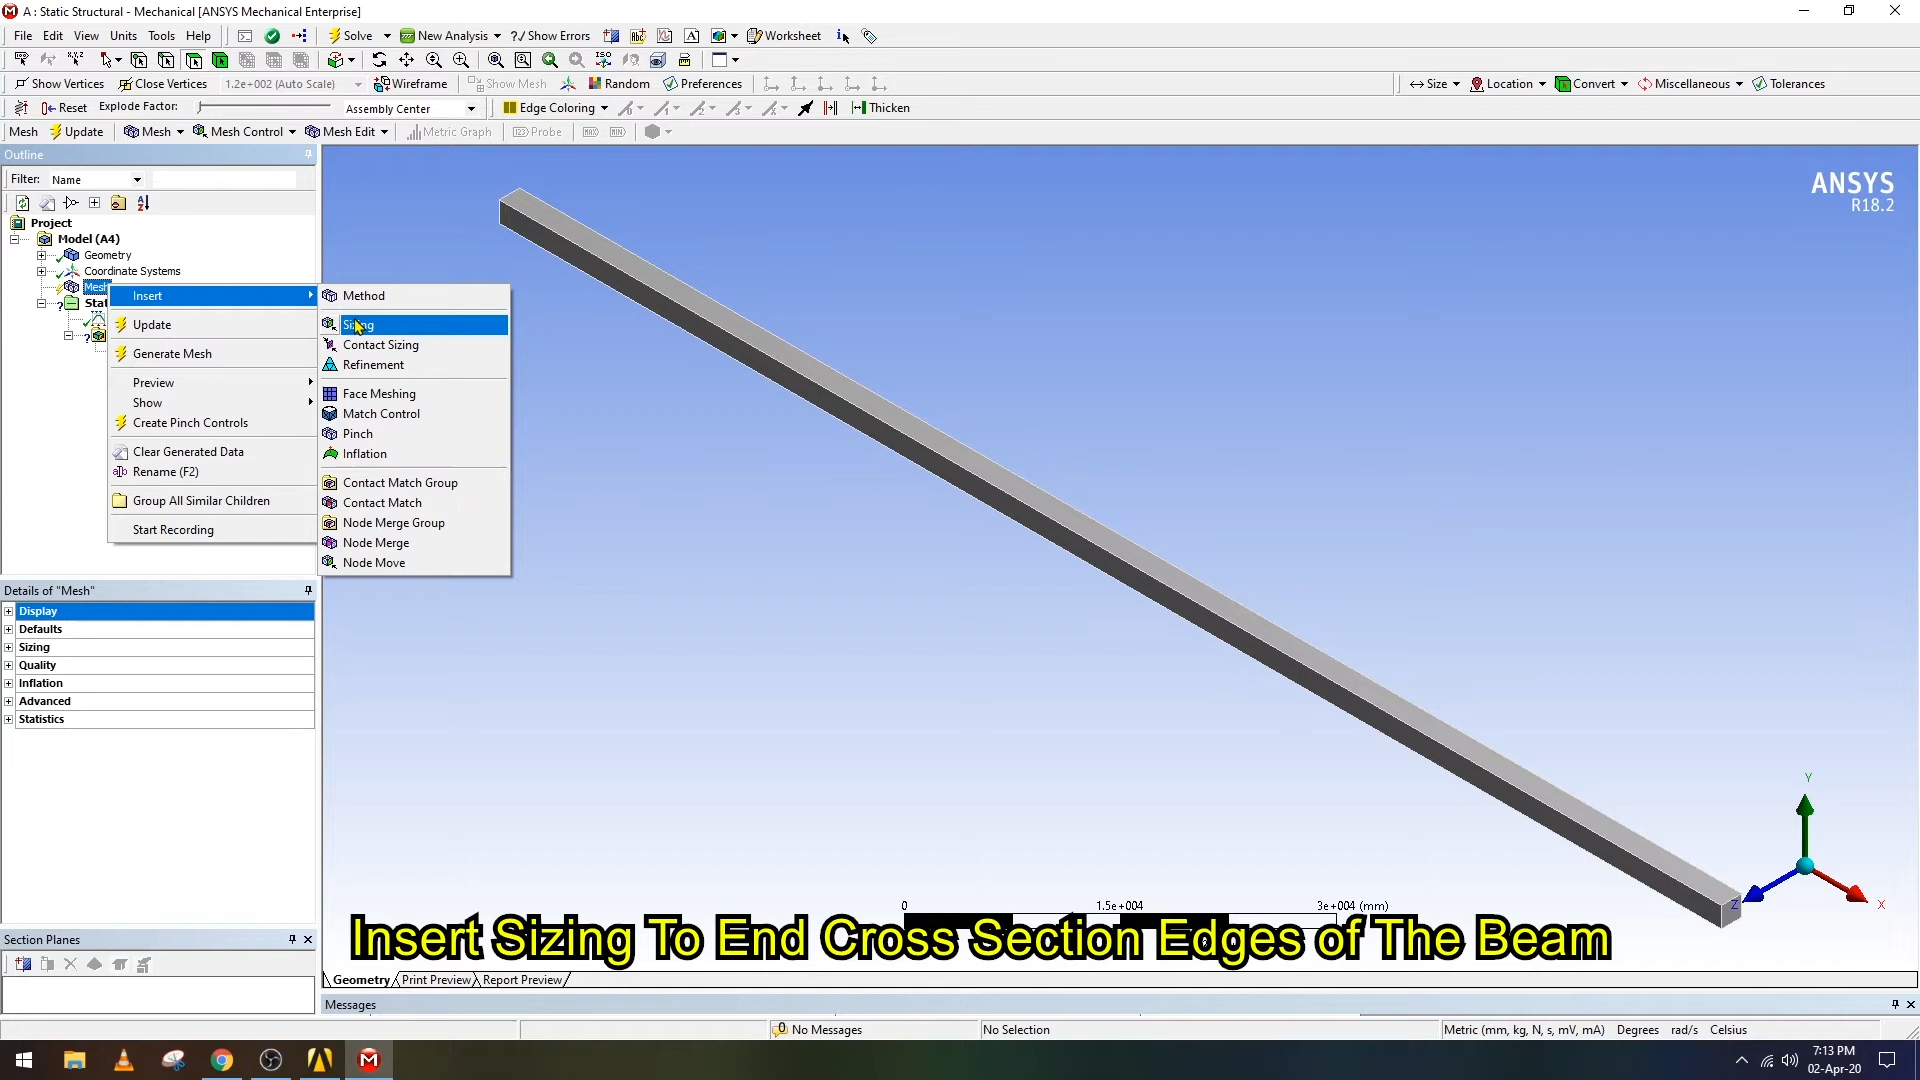 A : Static Structural - Mechanical [ANSYS Mechanical Enterprise]
File Edit View Units Tools Help Solve New Analysis ?/Show Errors Worksheet
Show Vertices Close Vertices 1.2e+002 (Auto Scale) Wireframe Show Mesh Random Preferences Size Location Convert Miscellaneous Tolerances
Reset Explode Factor: Assembly Center Edge Coloring Thicken
Mesh Update Mesh Mesh Control Mesh Edit Metric Graph Probe
Outline
Filter: Name
Project
Model (A4)
Geometry
Coordinate Systems
Mesh
Stat
Insert
Update
Generate Mesh
Preview
Show
Create Pinch Controls
Clear Generated Data
Rename (F2)
Group All Similar Children
Start Recording
Method
Sizing
Contact Sizing
Refinement
Face Meshing
Match Control
Pinch
Inflation
Contact Match Group
Contact Match
Node Merge Group
Node Merge
Node Move
ANSYS
R18.2
Details of "Mesh"
Display
Defaults
Sizing
Quality
Inflation
Advanced
Statistics
Y
Z
X
0 1.5e+004 3e+004 (mm)
Insert Sizing To End Cross Section Edges of The Beam
Section Planes
Geometry Print Preview Report Preview
Messages
No Messages No Selection Metric (mm, kg, N, s, mV, mA) Degrees rad/s Celsius
7:13 PM
02-Apr-20